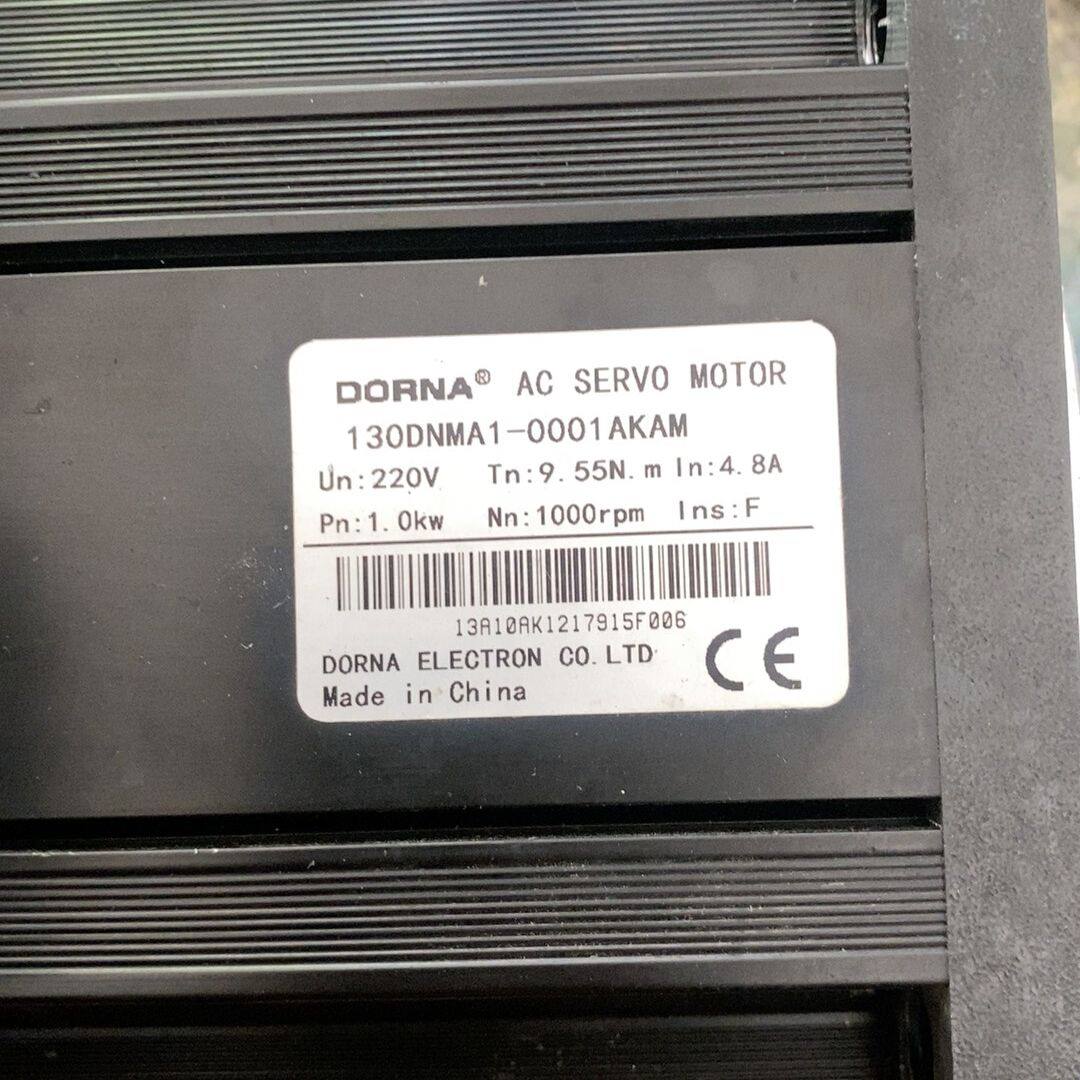 DORNA® AC SERVO MOTOR
130DNMA1-0001AKAM
Un:220V Tn:9.55N.m In:4.8A
Pn:1.0kw Nn:1000rpm Ins:F
13A10AK1217915F006
DORNA ELECTRON CO.LTD
Made in China
CE